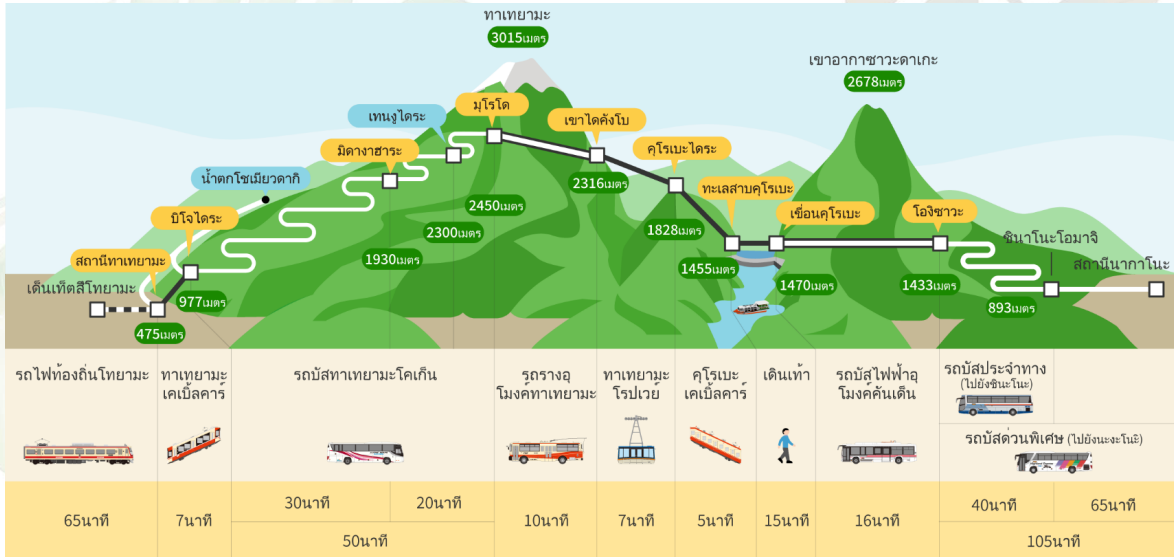 ทาเทยามะ
3015เมตร
เขาอากาซาวะดาเกะ
2678เมตร
เทนงูไดระ
มุโรโด
เขาไดคังโบ
มิดางาฮาระ
คุโรเบะไดระ
น้ำตกโชเมียวดากิ
2316เมตร
ทะเลสาบคุโรเบะ
บิโจไดระ
2450เมตร
เขื่อนคุโรเบะ
โองิซาวะ
2300เมตร
1828เมตร
ชินาโนะโอมาจิ
สถานีทาเทยามะ
1930เมตร
1455เมตร
สถานีนากาโนะ
เด็นเท็ตสึโทยามะ
977เมตร
1470เมตร
1433เมตร
893เมตร
475เมตร
รถไฟท้องถิ่นโทยามะ
ทาเทยามะ
เคเบิ้ลคาร์
รถบัสทาเทยามะโคเก็น
รถรางอุ
โมงค์ทาเทยามะ
ทาเทยามะ
โรปเวย์
คุโรเบะ
เคเบิ้ลคาร์
เดินเท้า
รถบัสไฟฟ้าอุ
โมงค์คันเด็น
รถบัสประจำทาง
(ไปยังชินะโนะ)
รถบัสด่วนพิเศษ (ไปยังนะงะโนะ)
65นาที
7นาที
30นาที
20นาที
50นาที
10นาที
7นาที
5นาที
15นาที
16นาที
40นาที
65นาที
105นาที